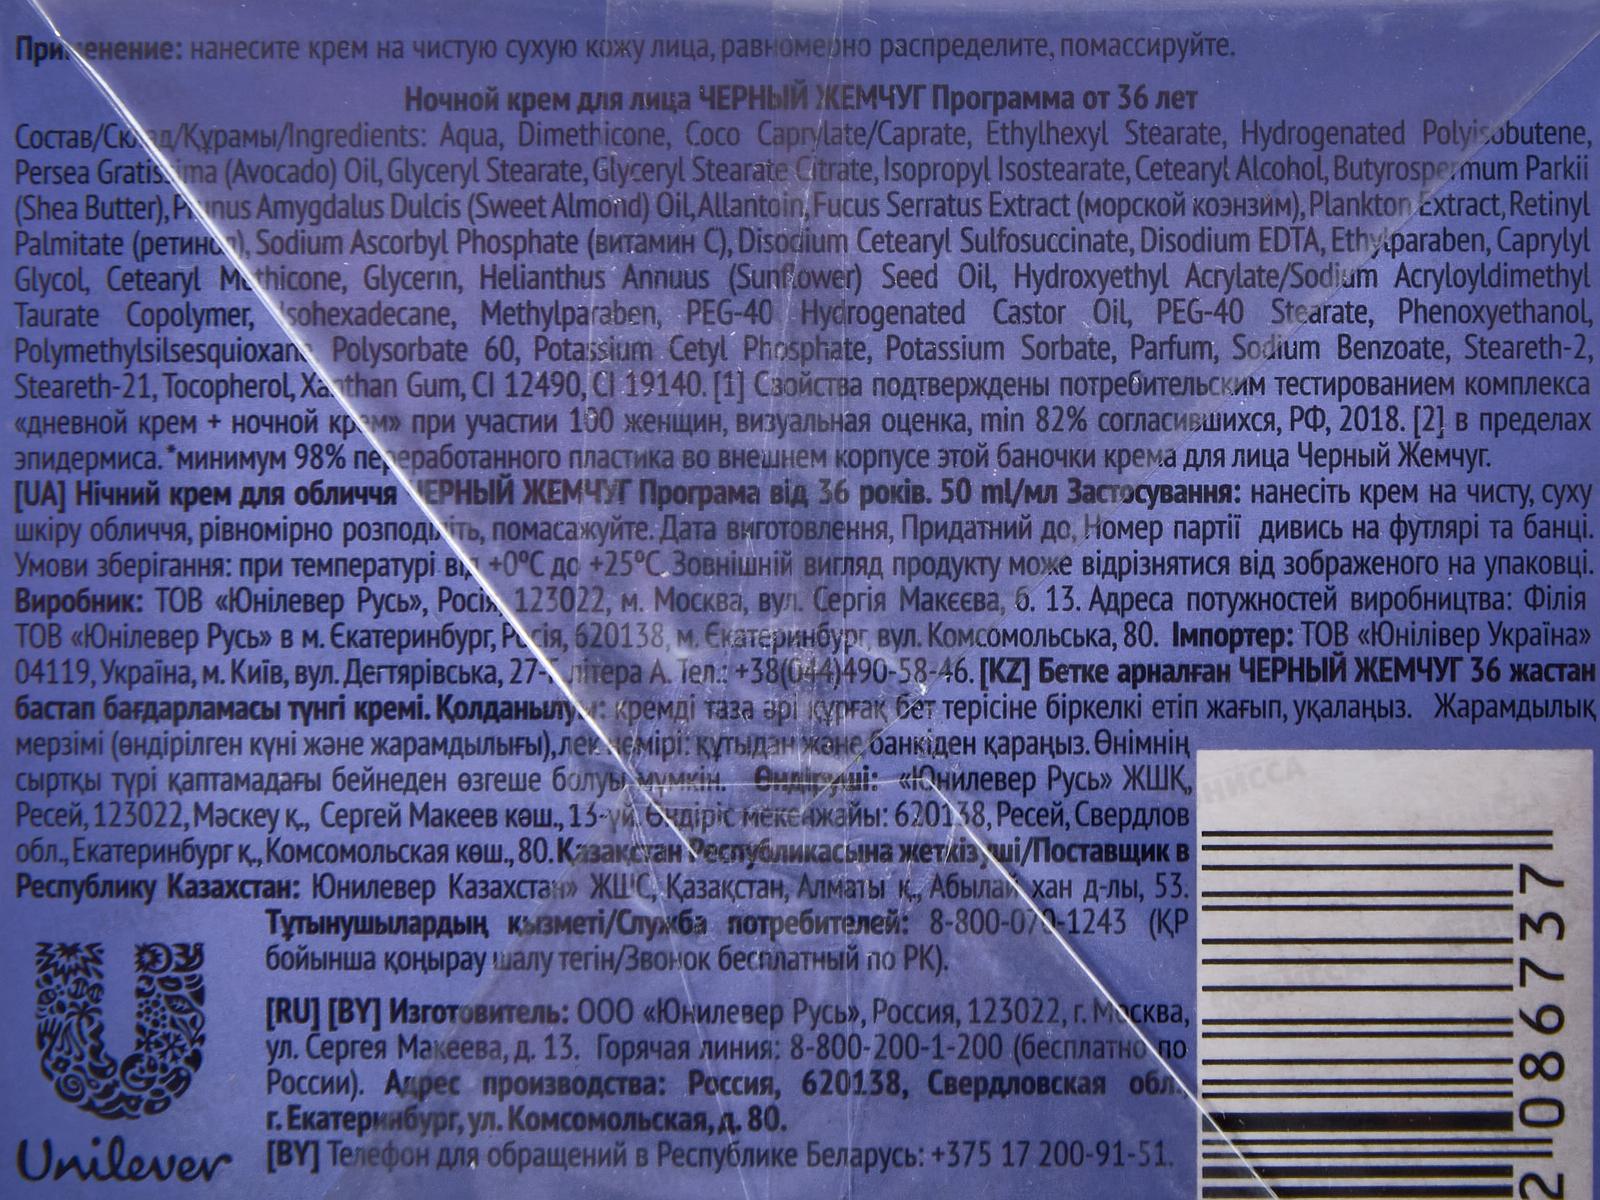 Применение: нанесите крем на чистую сухую кожу лица, равномерно распределите, помассируйте.
Ночной крем для лица ЧЕРНЫЙ ЖЕМЧУГ Программа от 36 лет
Состав/Склад/Құрамы/Ingredients: Aqua, Dimethicone, Coco Caprylate/Caprate, Ethylhexyl Stearate, Hydrogenated Polyisobutene,
Persea Gratissima (Avocado) Oil, Glyceryl Stearate, Glyceryl Stearate Citrate, Isopropyl Isostearate, Cetearyl Alcohol, Butyrospermum Parkii
(Shea Butter), Prunus Amygdalus Dulcis (Sweet Almond) Oil, Allantoin, Fucus Serratus Extract (морской коэнзим), Plankton Extract, Retinyl
Palmitate (ретинол), Sodium Ascorbyl Phosphate (витамин С), Disodium Cetearyl Sulfosuccinate, Disodium EDTA, Ethylparaben, Caprylyl
Glycol, Cetearyl Methicone, Glycerin, Helianthus Annuus (Sunflower) Seed Oil, Hydroxyethyl Acrylate/Sodium Acryloyldimethyl
Taurate Copolymer, Isohexadecane, Methylparaben, PEG-40 Hydrogenated Castor Oil, PEG-40 Stearate, Phenoxyethanol,
Polymethylsilsesquioxane, Polysorbate 60, Potassium Cetyl Phosphate, Potassium Sorbate, Parfum, Sodium Benzoate, Steareth-2,
Steareth-21, Tocopherol, Xanthan Gum, CI 12490, CI 19140. [1] Свойства подтверждены потребительским тестированием комплекса
«дневной крем + ночной крем» при участии 100 женщин, визуальная оценка, min 82% согласившихся, РФ, 2018. [2] в пределах
эпидермиса. *минимум 98% переработанного пластика во внешнем корпусе этой баночки крема для лица Черный Жемчуг.
[UA] Нічний крем для обличчя ЧЕРНЫЙ ЖЕМЧУГ Програма від 36 років. 50 ml/мл Застосування: нанесіть крем на чисту, суху
шкіру обличчя, рівномірно розподіліть, помасажуйте. Дата виготовлення, Придатний до, Номер партії дивись на футлярі та банці.
Умови зберігання: при температурі від +0°C до +25°C. Зовнішній вигляд продукту може відрізнятися від зображеного на упаковці.
Виробник: ТОВ «Юнілевер Русь», Росія, 123022, м. Москва, вул. Сергія Макєєва, б. 13. Адреса потужностей виробництва: Філія
ТОВ «Юнілевер Русь» в м. Єкатеринбург, Росія, 620138, м. Єкатеринбург, вул. Комсомольська, 80. Імпортер: ТОВ «Юнілівер Україна»
04119, Україна, м. Київ, вул. Дегтярівська, 27-т літера А. Тел.: +38(044)490-58-46. [KZ] Бетке арналған ЧЕРНЫЙ ЖЕМЧУГ 36 жастан
бастап бағдарламасы түнгі кремі. Қолданылуы: кремді таза әрі құрғақ бет терісіне біркелкі етіп жағып, уқалаңыз. Жарамдылық
мерзімі (өндірілген күні және жарамдылығы), лек нөмірі: құтыдан және банкіден қараңыз. Өнімнің
сыртқы түрі қаптамадағы бейнеден өзгеше болуы мүмкін. Өндіруші: «Юнилевер Русь» ЖШҚ,
Ресей, 123022, Мәскеу қ., Сергей Макеев көш., 13-үй. Өндіріс мекенжайы: 620138, Ресей, Свердлов
обл., Екатеринбург қ., Комсомольская көш., 80. Қазақстан Республикасына жеткізуші/Поставщик в
Республику Казахстан: Юнилевер Казахстан» ЖШС, Қазақстан, Алматы қ., Абылай хан д-лы, 53.
Тұтынушылардың қызметі/Служба потребителей: 8-800-070-1243 (ҚР
бойынша қоңырау шалу тегін/Звонок бесплатный по РК).
[RU] [BY] Изготовитель: ООО «Юнилевер Русь», Россия, 123022, г. Москва,
ул. Сергея Макеева, д. 13. Горячая линия: 8-800-200-1-200 (бесплатно по
России). Адрес производства: Россия, 620138, Свердловская обл.,
г. Екатеринбург, ул. Комсомольская, д. 80.
[BY] Телефон для обращений в Республике Беларусь: +375 17 200-91-51.
Unilever
2086737